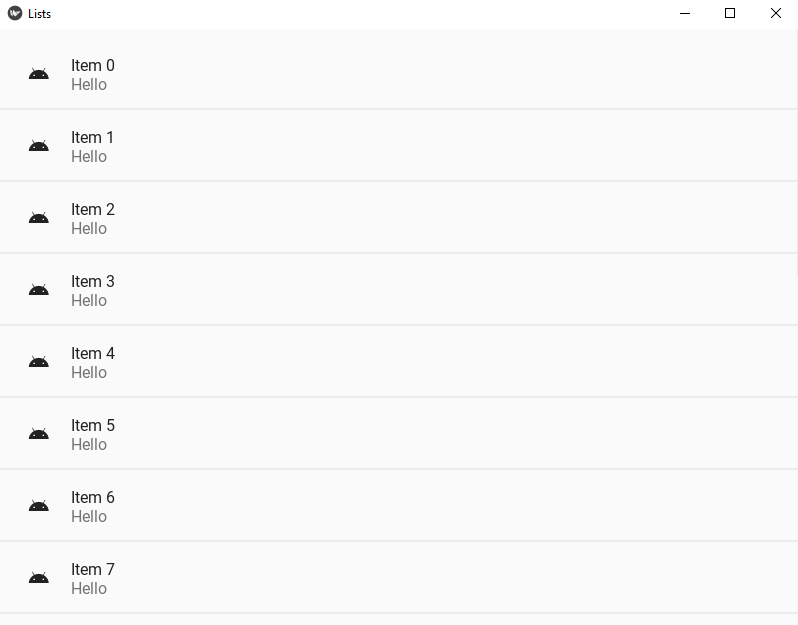 Lists
Item 0
Hello
Item 1
Hello
Item 2
Hello
Item 3
Hello
Item 4
Hello
Item 5
Hello
Item 6
Hello
Item 7
Hello